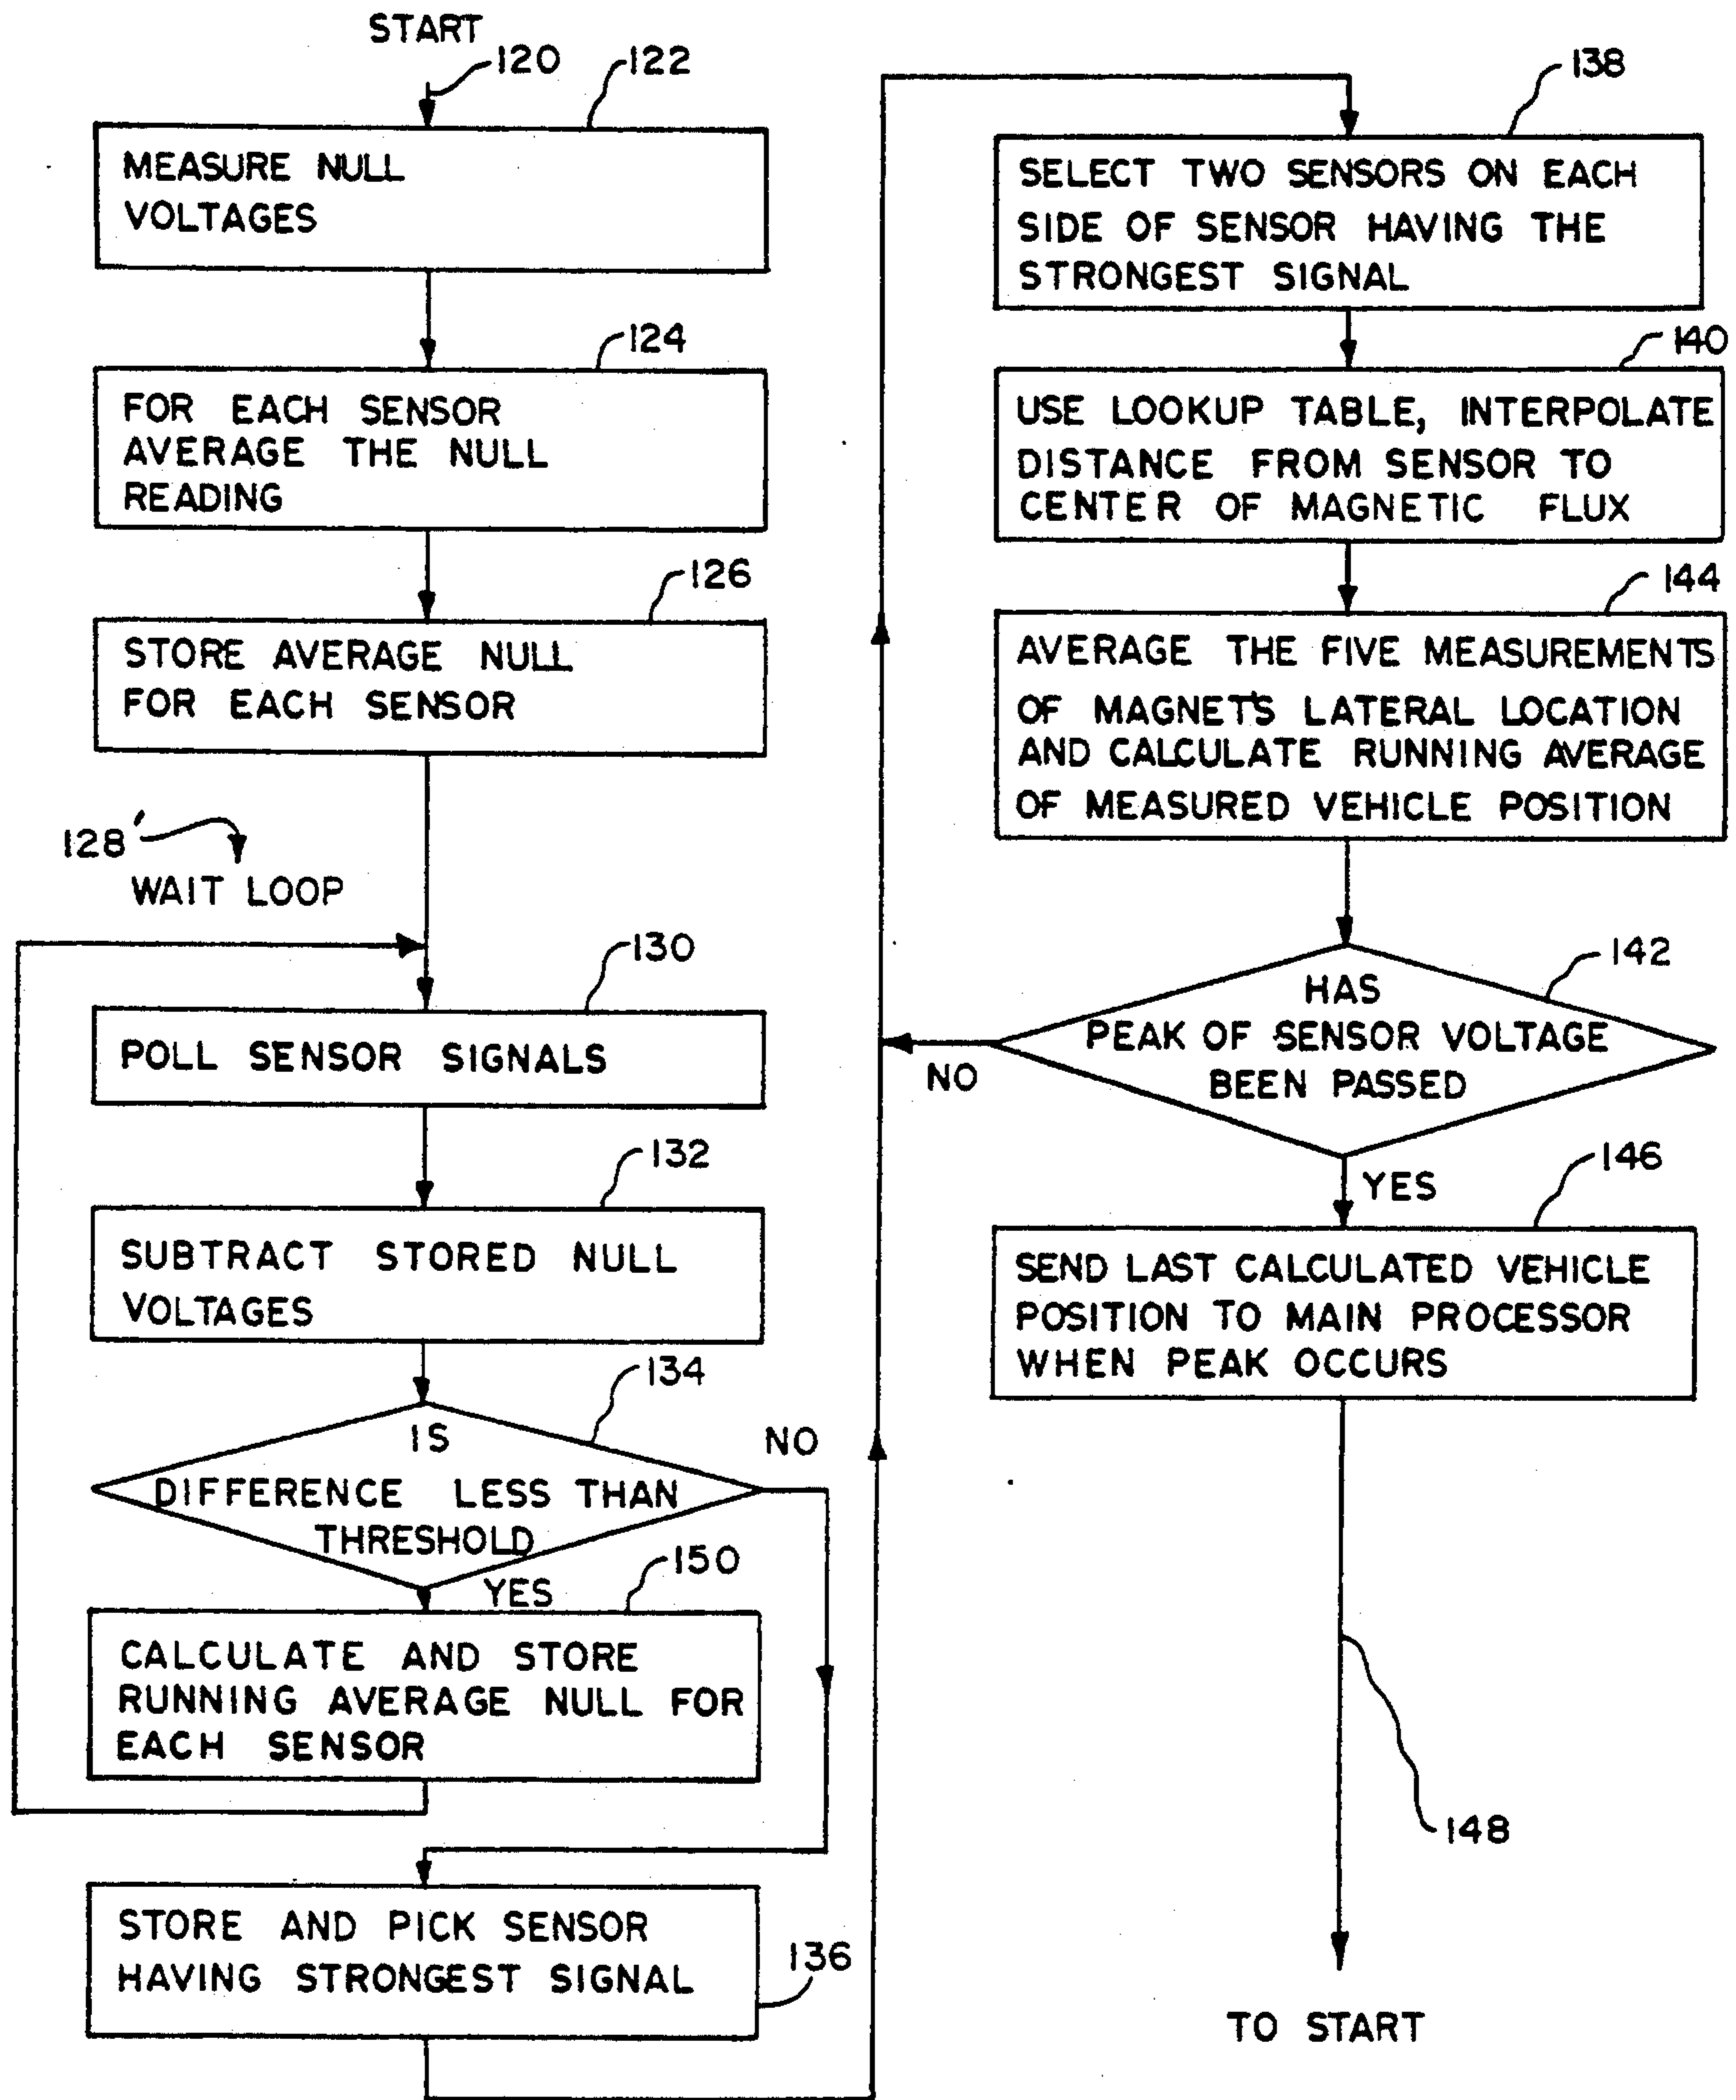 START
120
122
MEASURE NULL
VOLTAGES
124
FOR EACH SENSOR
AVERAGE THE NULL
READING
126
STORE AVERAGE NULL
FOR EACH SENSOR
128'
WAIT LOOP
130
POLL SENSOR SIGNALS
132
SUBTRACT STORED NULL
VOLTAGES
134
IS
DIFFERENCE LESS THAN
THRESHOLD
NO
YES
150
CALCULATE AND STORE
RUNNING AVERAGE NULL FOR
EACH SENSOR
STORE AND PICK SENSOR
HAVING STRONGEST SIGNAL
136
138
SELECT TWO SENSORS ON EACH
SIDE OF SENSOR HAVING THE
STRONGEST SIGNAL
140
USE LOOKUP TABLE, INTERPOLATE
DISTANCE FROM SENSOR TO
CENTER OF MAGNETIC FLUX
144
AVERAGE THE FIVE MEASUREMENTS
OF MAGNET'S LATERAL LOCATION
AND CALCULATE RUNNING AVERAGE
OF MEASURED VEHICLE POSITION
142
HAS
PEAK OF SENSOR VOLTAGE
BEEN PASSED
NO
YES
146
SEND LAST CALCULATED VEHICLE
POSITION TO MAIN PROCESSOR
WHEN PEAK OCCURS
148
TO START